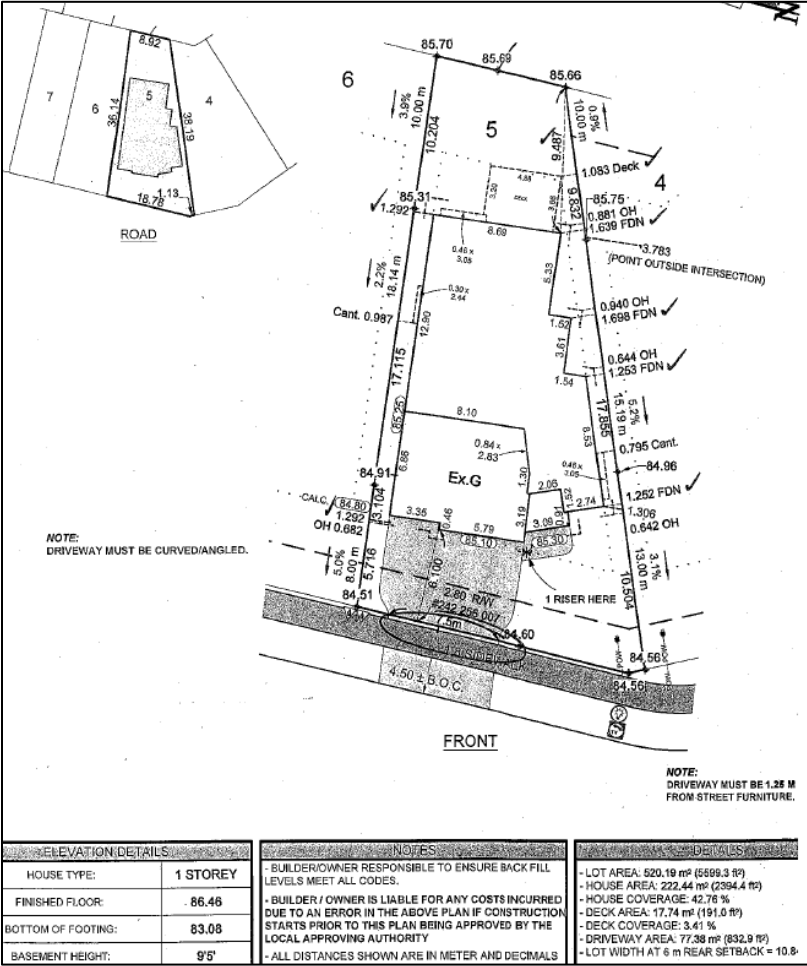 8.92
7
6
5
4
36.14
38.19
18.78
1.13
ROAD
85.70
85.69
85.66
6
3.9%
10.00 m
10.204
5
0.9%
10.00 m
9.487
1.083 Deck
4
4.88
3.20
3.66
9.832
85.75
0.881 OH
1.639 FDN
85.31
1.292
8.69
0.46 x
3.05
3.783
(POINT OUTSIDE INTERSECTION)
2.2%
18.14 m
5.33
0.30 x
2.44
Cant. 0.987
12.90
1.52
0.940 OH
1.698 FDN
3.61
0.644 OH
1.253 FDN
1.54
17.115
85.25
8.10
17.855
15.19 m
5.2%
8.53
0.84 x
2.83
0.795 Cant.
6.86
Ex.G
1.30
0.46 x
3.05
84.96
84.91
2.06
1.52
2.74
1.252 FDN
1.306
0.642 OH
CALC.
84.80
1.292
OH 0.682
3.104
3.35
0.46
5.79
85.10
3.19
3.09
0.91
85.30
NOTE:
DRIVEWAY MUST BE CURVED/ANGLED.
5.0%
8.00 m
5.716
6.100
1 RISER HERE
13.00 m
3.1%
10.504
84.51
2.80 R/W
#242 256 007
7.5m
84.60
84.56
84.56
4.50 ± B.O.C.
FRONT
NOTE:
DRIVEWAY MUST BE 1.25 M
FROM STREET FURNITURE.
ELEVATION DETAILS
HOUSE TYPE: 1 STOREY
FINISHED FLOOR: 86.46
BOTTOM OF FOOTING: 83.08
BASEMENT HEIGHT: 9'5"
NOTES
- BUILDER/OWNER RESPONSIBLE TO ENSURE BACK FILL
LEVELS MEET ALL CODES.
- BUILDER / OWNER IS LIABLE FOR ANY COSTS INCURRED
DUE TO AN ERROR IN THE ABOVE PLAN IF CONSTRUCTION
STARTS PRIOR TO THIS PLAN BEING APPROVED BY THE
LOCAL APPROVING AUTHORITY
- ALL DISTANCES SHOWN ARE IN METER AND DECIMALS
DETAILS
- LOT AREA: 520.19 m² (5599.3 ft²)
- HOUSE AREA: 222.44 m² (2394.4 ft²)
- HOUSE COVERAGE: 42.76 %
- DECK AREA: 17.74 m² (191.0 ft²)
- DECK COVERAGE: 3.41 %
- DRIVEWAY AREA: 77.38 m² (832.9 ft²)
- LOT WIDTH AT 6 m REAR SETBACK = 10.8